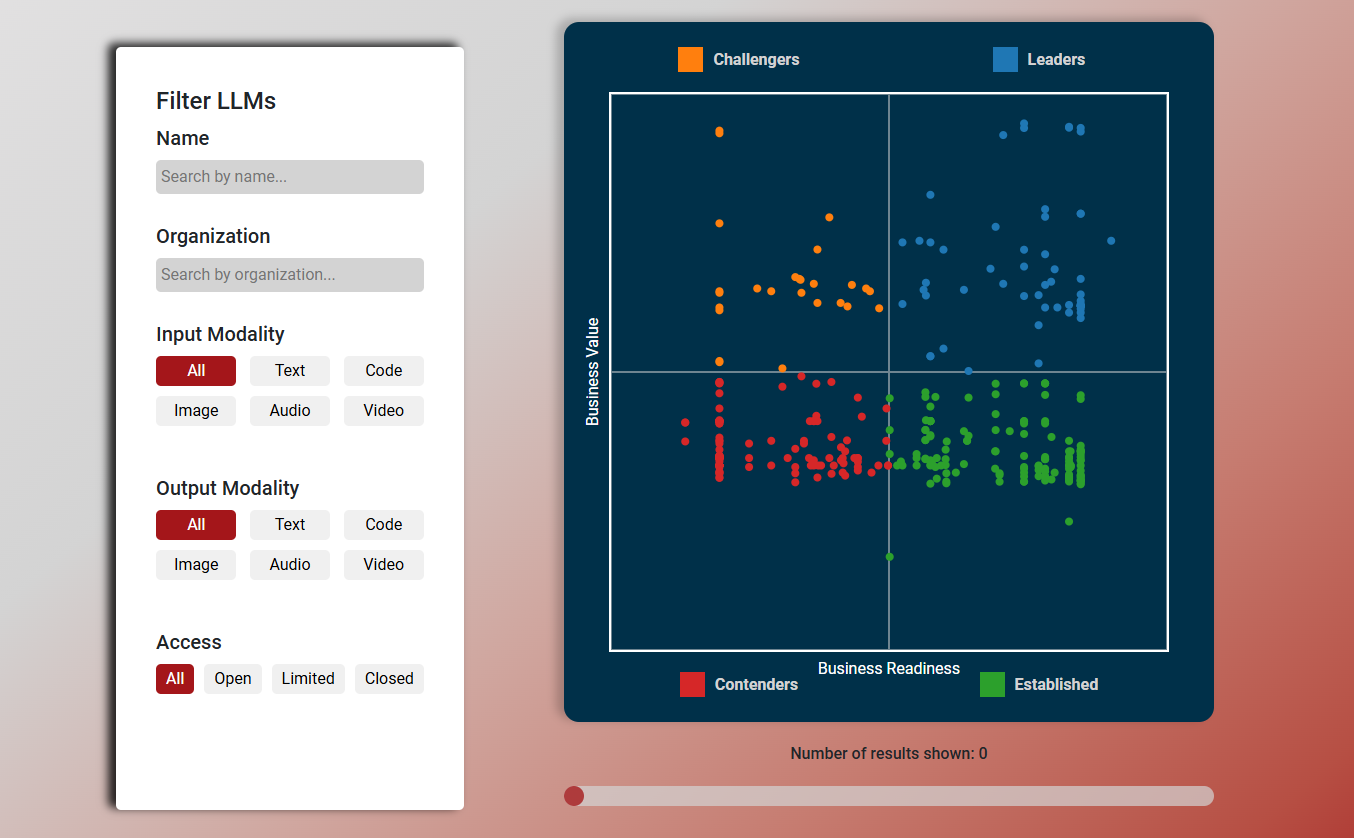 Filter LLMs
Name
Search by name...
Organization
Search by organization...
Input Modality
All Text Code
Image Audio Video
Output Modality
All Text Code
Image Audio Video
Access
All Open Limited Closed
Challengers Leaders
Business Value
Business Readiness
Contenders Established
Number of results shown: 0